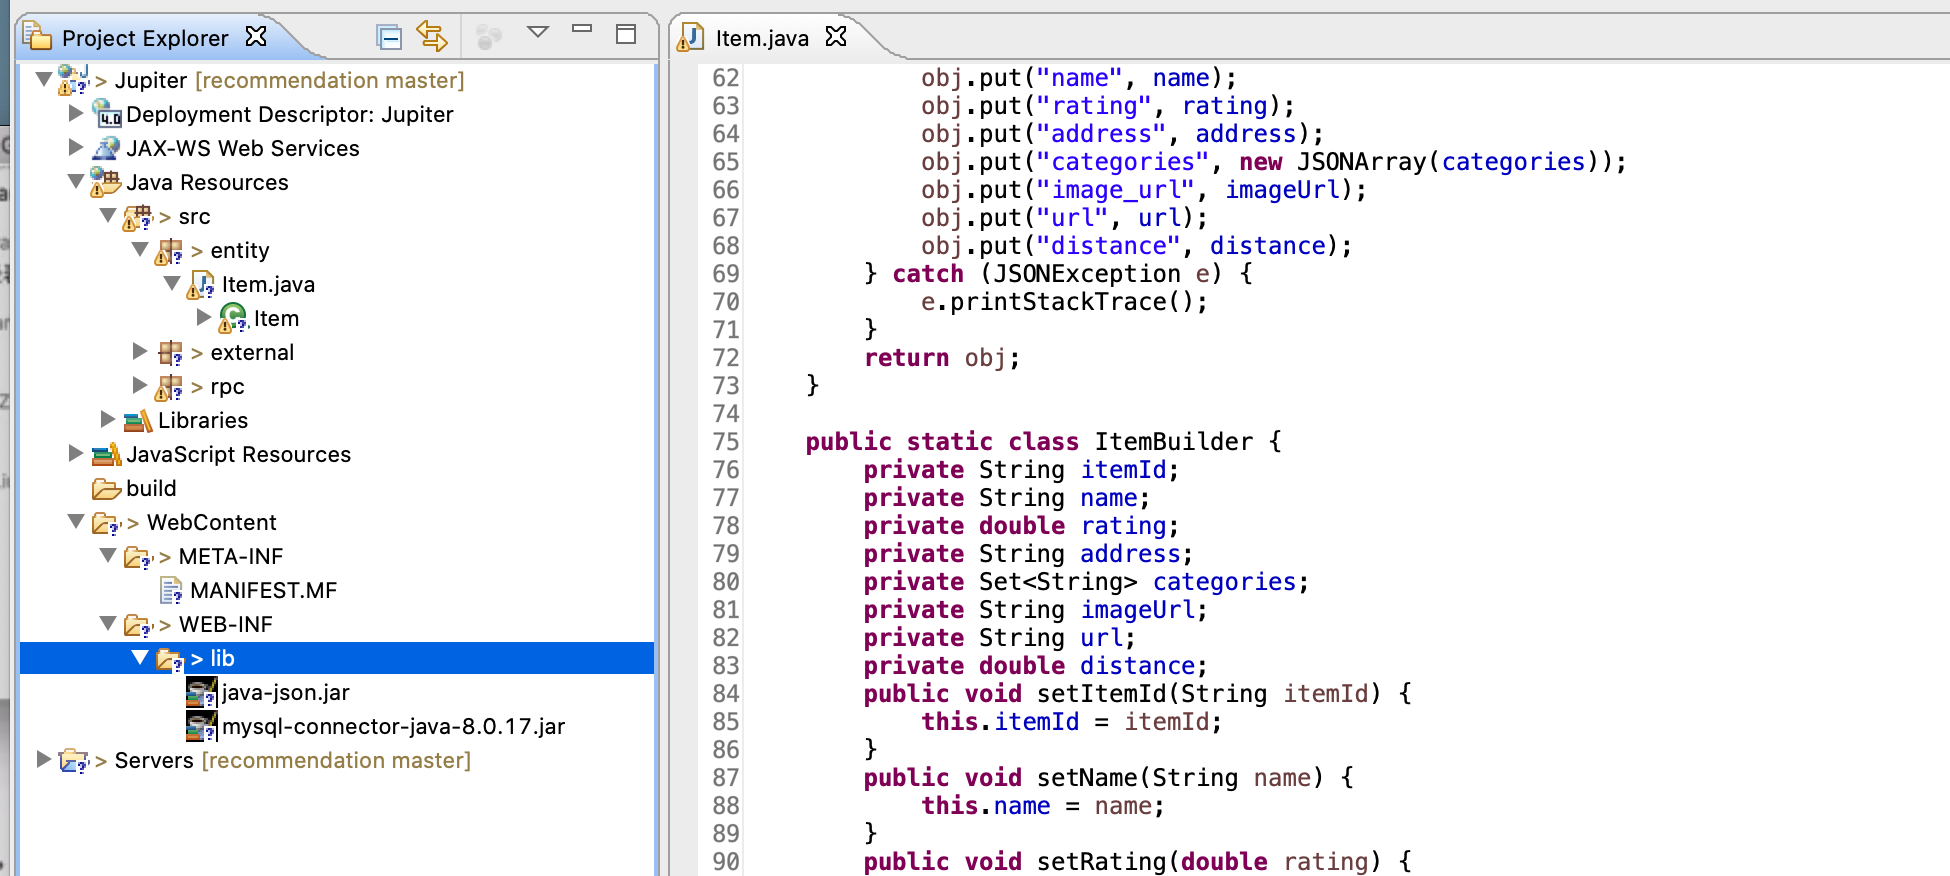 Project Explorer
> Jupiter [recommendation master]
Deployment Descriptor: Jupiter
JAX-WS Web Services
Java Resources
> src
> entity
Item.java
Item
> external
> rpc
Libraries
JavaScript Resources
build
> WebContent
> META-INF
MANIFEST.MF
> WEB-INF
> lib
java-json.jar
mysql-connector-java-8.0.17.jar
> Servers [recommendation master]
Item.java
62 obj.put("name", name);
63 obj.put("rating", rating);
64 obj.put("address", address);
65 obj.put("categories", new JSONArray(categories));
66 obj.put("image_url", imageUrl);
67 obj.put("url", url);
68 obj.put("distance", distance);
69 } catch (JSONException e) {
70 e.printStackTrace();
71 }
72 return obj;
73 }
74
75 public static class ItemBuilder {
76 private String itemId;
77 private String name;
78 private double rating;
79 private String address;
80 private Set<String> categories;
81 private String imageUrl;
82 private String url;
83 private double distance;
84 public void setItemId(String itemId) {
85 this.itemId = itemId;
86 }
87 public void setName(String name) {
88 this.name = name;
89 }
90 public void setRating(double rating) {